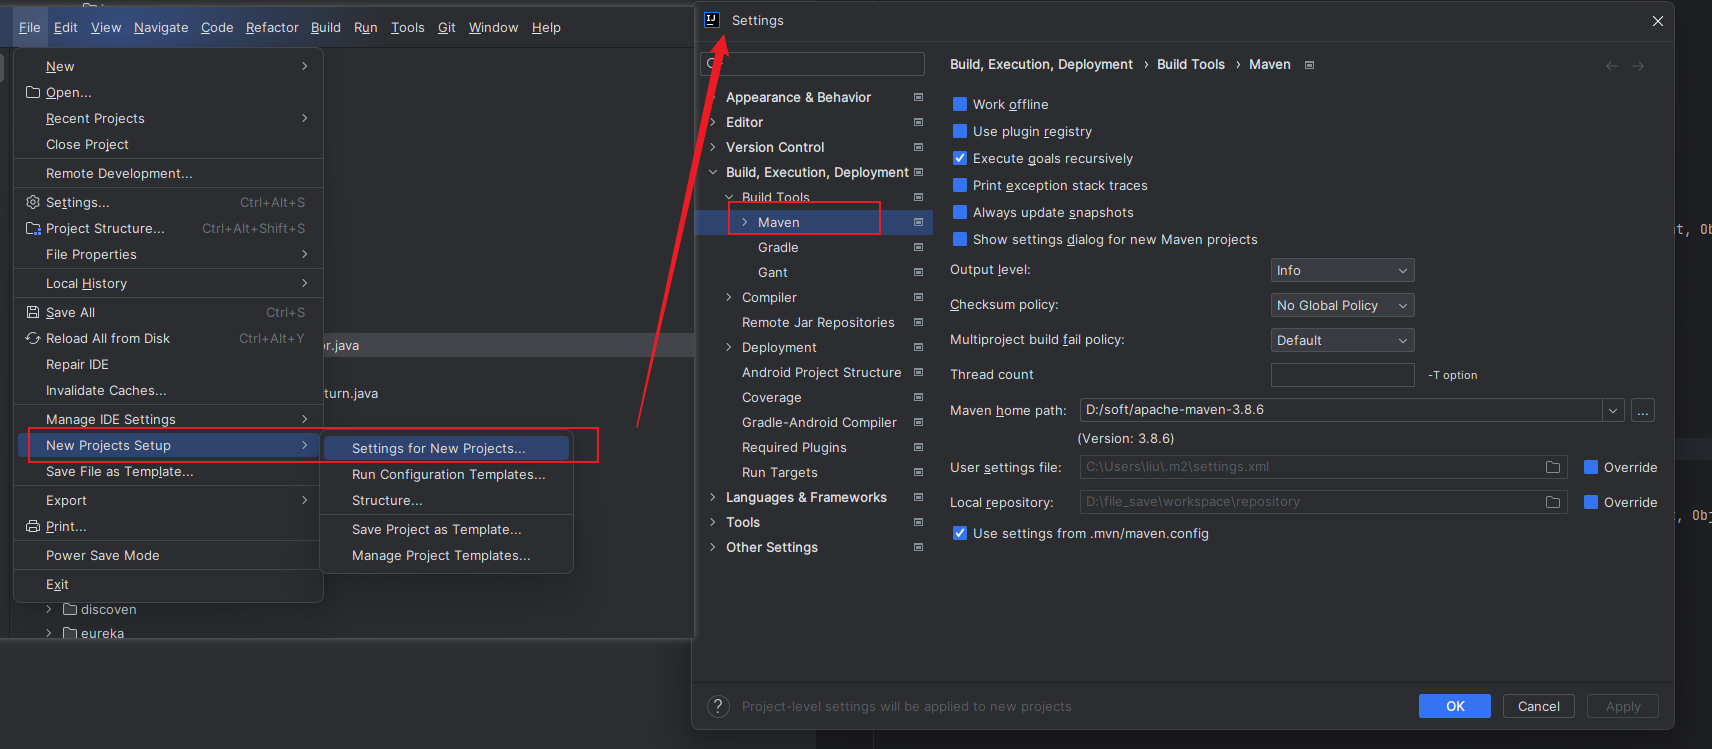 File Edit View Navigate Code Refactor Build Run Tools Git Window Help
New
Open...
Recent Projects
Close Project
Remote Development...
Settings... Ctrl+Alt+S
Project Structure... Ctrl+Alt+Shift+S
File Properties
Local History
Save All Ctrl+S
Reload All from Disk Ctrl+Alt+Y
Repair IDE
Invalidate Caches...
Manage IDE Settings
New Projects Setup
Save File as Template...
Export
Print...
Power Save Mode
Exit
discoven
eureka
r.java
turn.java
Settings for New Projects...
Run Configuration Templates...
Structure...
Save Project as Template...
Manage Project Templates...
Settings
Appearance & Behavior
Editor
Version Control
Build, Execution, Deployment
Build Tools
Maven
Gradle
Gant
Compiler
Remote Jar Repositories
Deployment
Android Project Structure
Coverage
Gradle-Android Compiler
Required Plugins
Run Targets
Languages & Frameworks
Tools
Other Settings
Build, Execution, Deployment › Build Tools › Maven
Work offline
Use plugin registry
Execute goals recursively
Print exception stack traces
Always update snapshots
Show settings dialog for new Maven projects
Output level: Info
Checksum policy: No Global Policy
Multiproject build fail policy: Default
Thread count -T option
Maven home path: D:/soft/apache-maven-3.8.6 ...
(Version: 3.8.6)
User settings file: C:\Users\liu\.m2\settings.xml Override
Local repository: D:\file_save\workspace\repository Override
Use settings from .mvn/maven.config
? Project-level settings will be applied to new projects
OK Cancel Apply